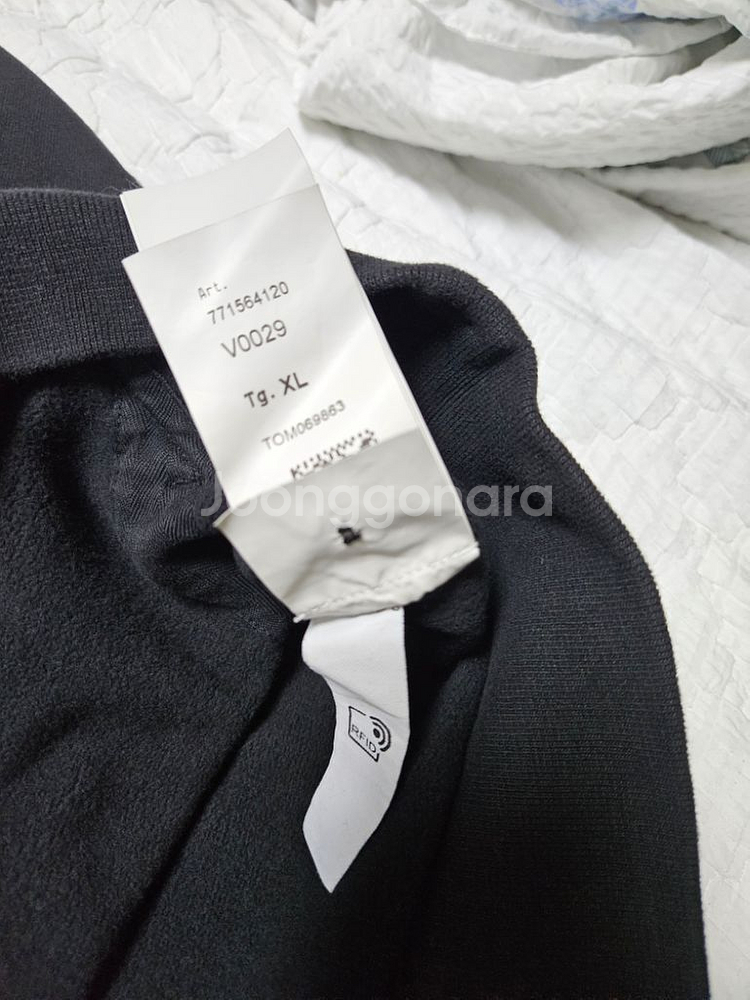 Art.
771564120
V0029
Tg. XL
TOM069863
Joonggonara
RFID